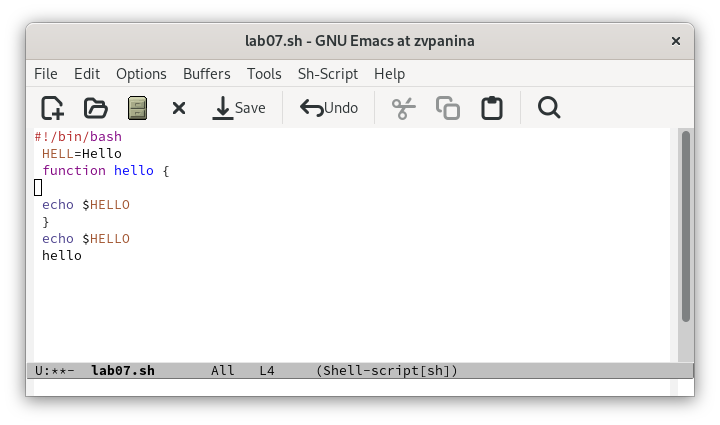 lab07.sh - GNU Emacs at zvpanina ×
File Edit Options Buffers Tools Sh-Script Help
Save Undo
#!/bin/bash
HELL=Hello
function hello {
echo $HELLO
}
echo $HELLO
hello
U:**- lab07.sh All L4 (Shell-script[sh])